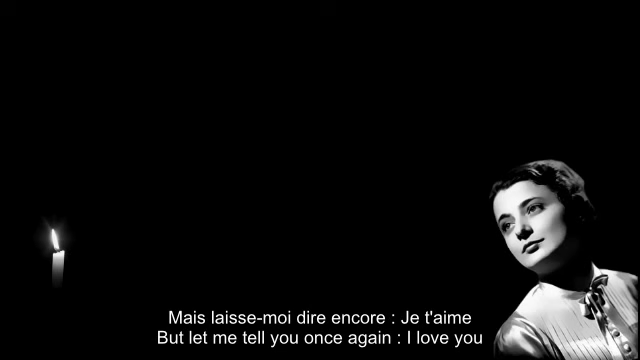 Mais laisse-moi dire encore : Je t'aime
But let me tell you once again : I love you